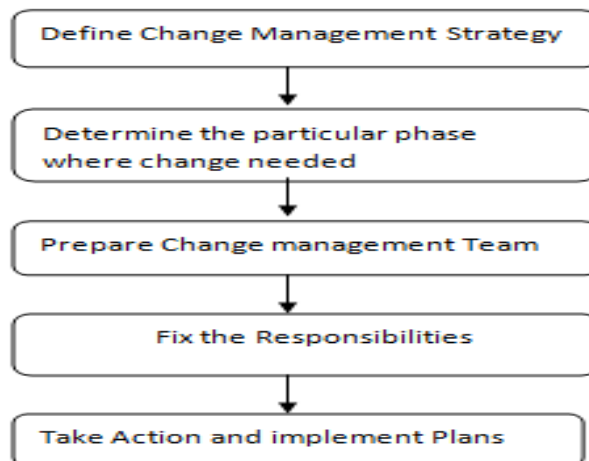 Define Change Management Strategy
Determine the particular phase
where change needed
Prepare Change management Team
Fix the Responsibilities
Take Action and implement Plans